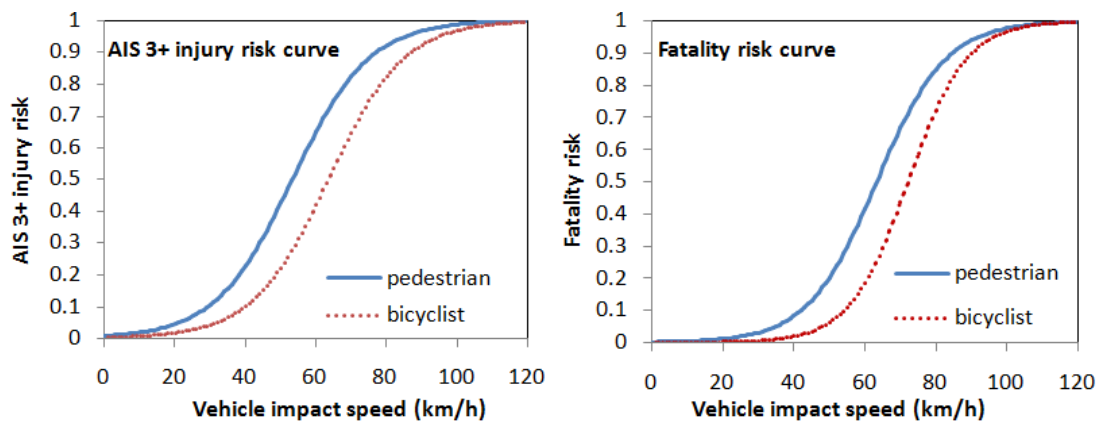 AIS 3+ injury risk curve
AIS 3+ injury risk
1
0.9
0.8
0.7
0.6
0.5
0.4
0.3
0.2
0.1
0
pedestrian
bicyclist
0 20 40 60 80 100 120
Vehicle impact speed (km/h)
Fatality risk curve
Fatality risk
1
0.9
0.8
0.7
0.6
0.5
0.4
0.3
0.2
0.1
0
pedestrian
bicyclist
0 20 40 60 80 100 120
Vehicle impact speed (km/h)